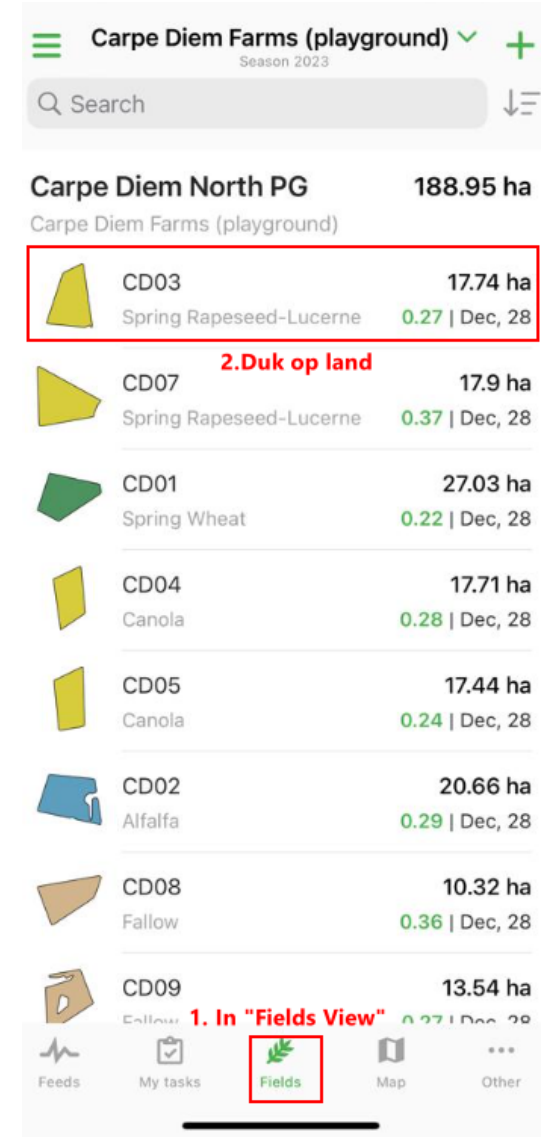 Carpe Diem Farms (playground)
Season 2023
Search
Carpe Diem North PG 188.95 ha
Carpe Diem Farms (playground)
CD03 17.74 ha
Spring Rapeseed-Lucerne 0.27 | Dec, 28
2.Duk op land
CD07 17.9 ha
Spring Rapeseed-Lucerne 0.37 | Dec, 28
CD01 27.03 ha
Spring Wheat 0.22 | Dec, 28
CD04 17.71 ha
Canola 0.28 | Dec, 28
CD05 17.44 ha
Canola 0.24 | Dec, 28
CD02 20.66 ha
Alfalfa 0.29 | Dec, 28
CD08 10.32 ha
Fallow 0.36 | Dec, 28
CD09 13.54 ha
Fallow 0.27 | Dec, 28
1. In "Fields View"
Feeds My tasks Fields Map Other